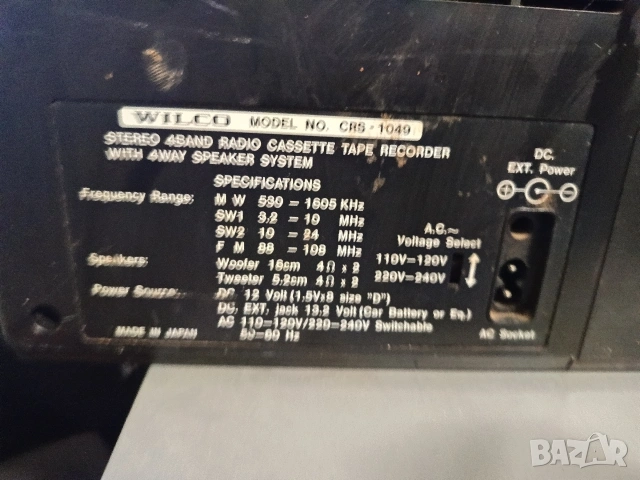 WILCO MODEL NO. CRS-1049
STEREO 4BAND RADIO CASSETTE TAPE RECORDER
WITH 4WAY SPEAKER SYSTEM
SPECIFICATIONS
Frequency Range: M W 530 = 1605 KHz
SW1 3.2 = 10 MHz
SW2 10 = 24 MHz
F M 88 = 108 MHz
Speakers: Woofer 16cm 4Ω x 2
Tweeter 5.2cm 4Ω x 2
Power Source: DC 12 Volt (1.5Vx8 size "D")
DC. EXT. jack 13.2 Volt (Car Battery or Eq.)
AC 110=120V/220=240V Switchable
50=60 Hz
MADE IN JAPAN
DC.
EXT. Power
A.C.~
Voltage Select
110V=120V
220V=240V
AC Socket
BAZAR